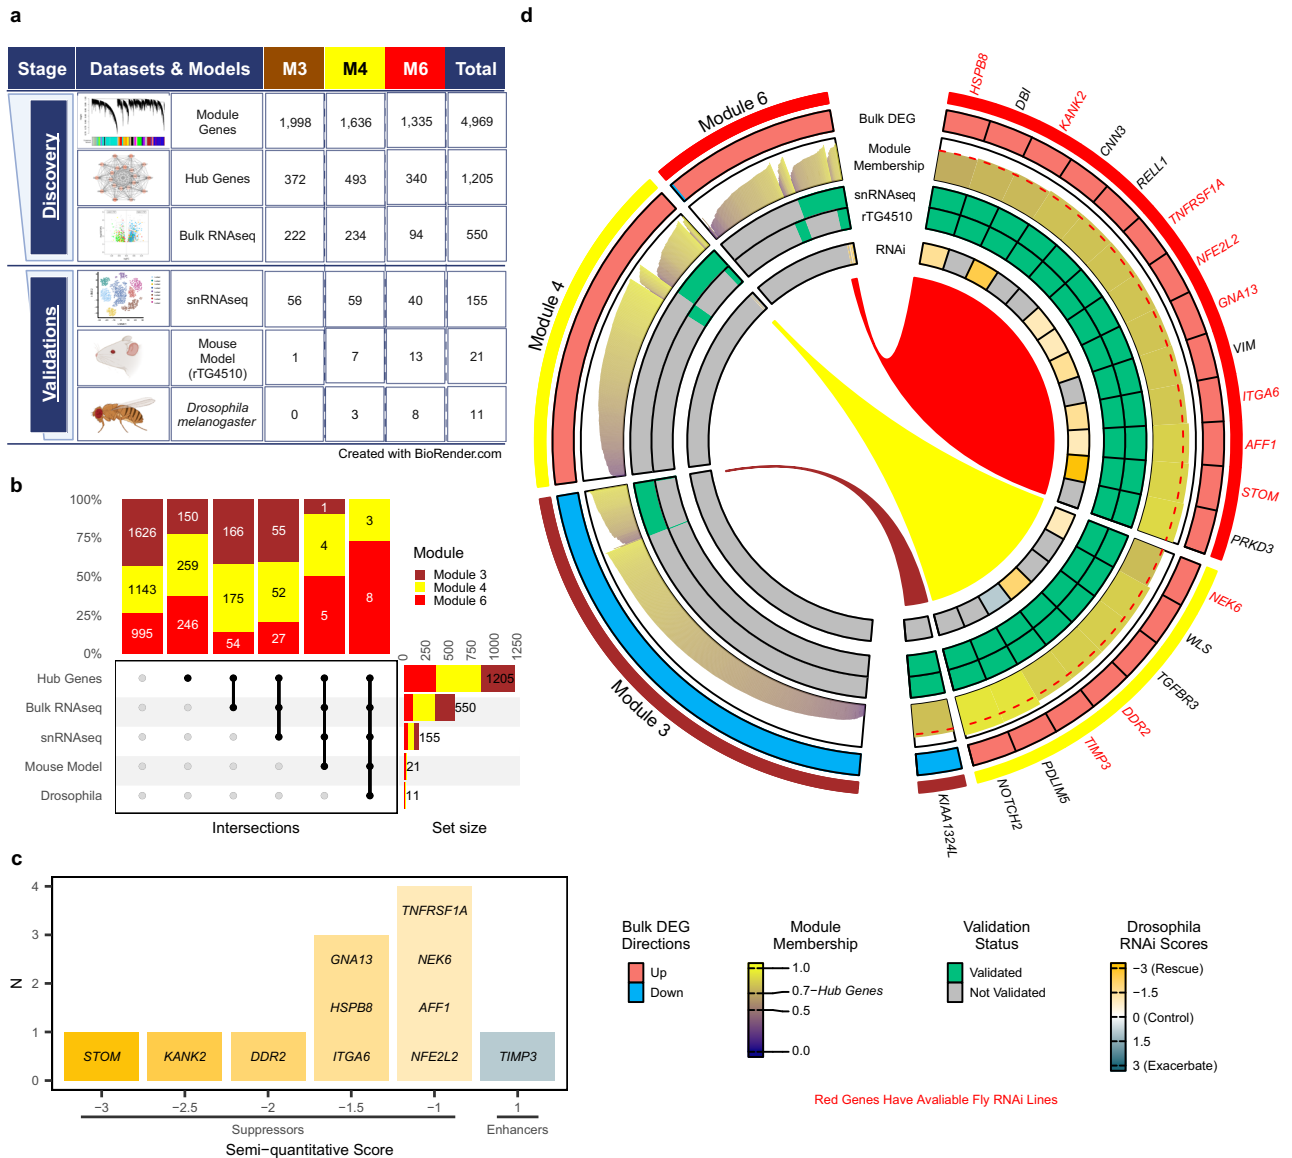 a
Stage Datasets & Models M3 M4 M6 Total
Discovery
Module Genes 1,998 1,636 1,335 4,969
Hub Genes 372 493 340 1,205
Bulk RNAseq 222 234 94 550
Validations
snRNAseq 56 59 40 155
Mouse Model (rTG4510) 1 7 13 21
Drosophila melanogaster 0 3 8 11
Created with BioRender.com
b
100%
75%
50%
25%
0%
1626 150 166 55 1
1143 259 175 52 4 3
995 246 54 27 5 8
Module
Module 3
Module 4
Module 6
0 250 500 750 1000 1250
Hub Genes 1205
Bulk RNAseq 550
snRNAseq 155
Mouse Model 21
Drosophila 11
Intersections
Set size
c
N
4
3
2
1
0
STOM
KANK2
DDR2
GNA13
HSPB8
ITGA6
TNFRSF1A
NEK6
AFF1
NFE2L2
TIMP3
−3 −2.5 −2 −1.5 −1 1
Suppressors Enhancers
Semi−quantitative Score
d
Module 6
Module 4
Module 3
Bulk DEG
Module Membership
snRNAseq
rTG4510
RNAi
HSPB8
DBI
KANK2
CNN3
RELL1
TNFRSF1A
NFE2L2
GNA13
VIM
ITGA6
AFF1
STOM
PRKD3
NEK6
WLS
TGFBR3
DDR2
TIMP3
PDLIM5
NOTCH2
KIAA1324L
Bulk DEG Directions
Up
Down
Module Membership
1.0
0.7−Hub Genes
0.5
0.0
Validation Status
Validated
Not Validated
Drosophila RNAi Scores
−3 (Rescue)
−1.5
0 (Control)
1.5
3 (Exacerbate)
Red Genes Have Avaliable Fly RNAi Lines